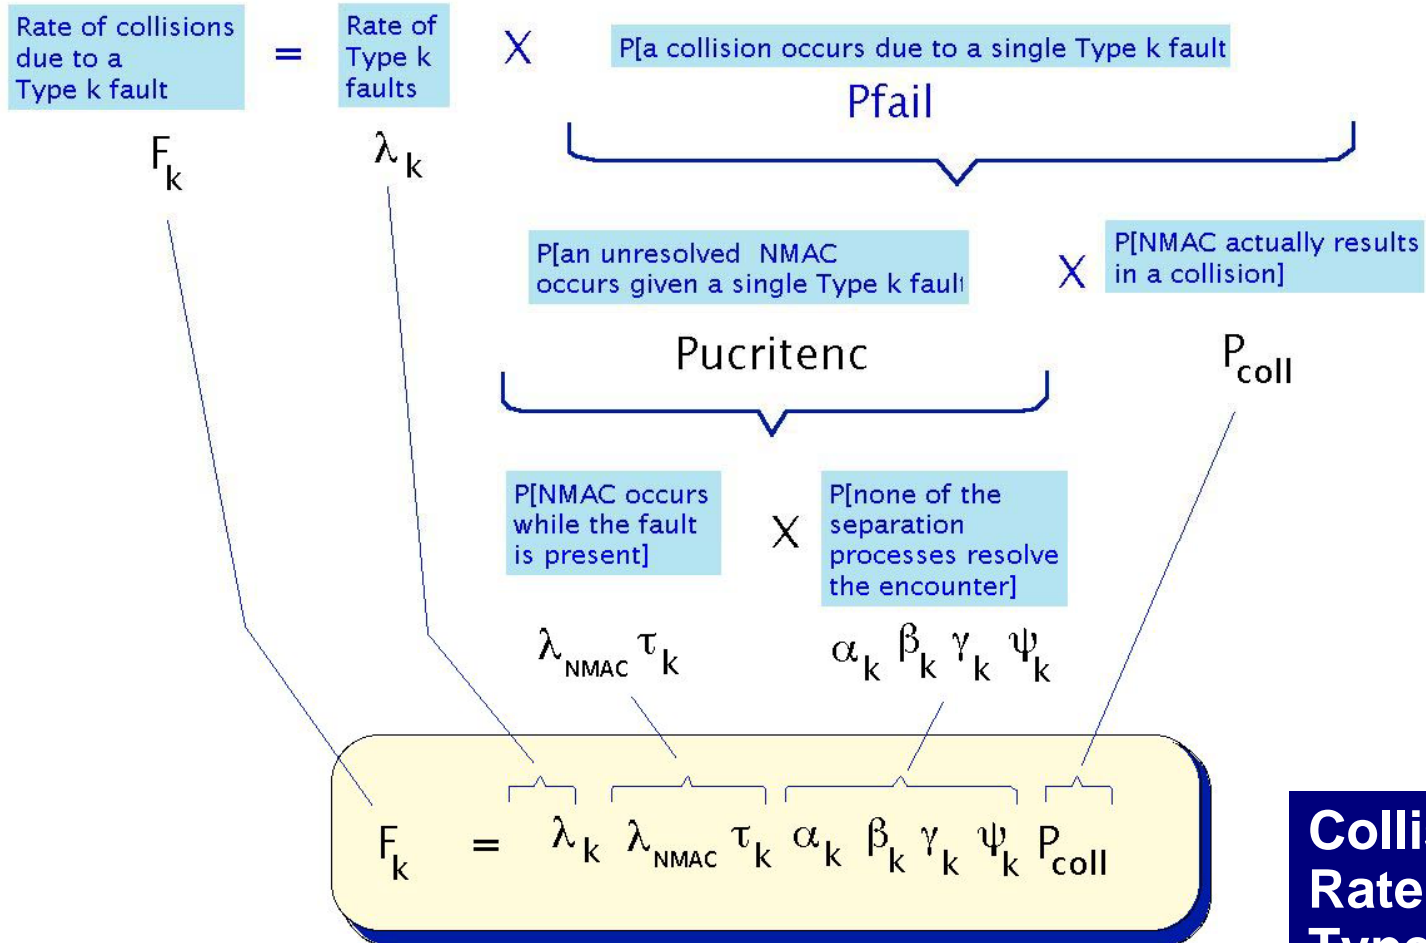 Rate of collisions
due to a
Type k fault
=
Rate of
Type k
faults
X
P[a collision occurs due to a single Type k fault
Pfail
F_k
λ_k
P[an unresolved NMAC
occurs given a single Type k faul
X
P[NMAC actually results
in a collision]
Pucritenc
P_coll
P[NMAC occurs
while the fault
is present]
X
P[none of the
separation
processes resolve
the encounter]
λ_NMAC τ_k
α_k β_k γ_k ψ_k
F_k = λ_k λ_NMAC τ_k α_k β_k γ_k ψ_k P_coll
Collis
Rate
Type